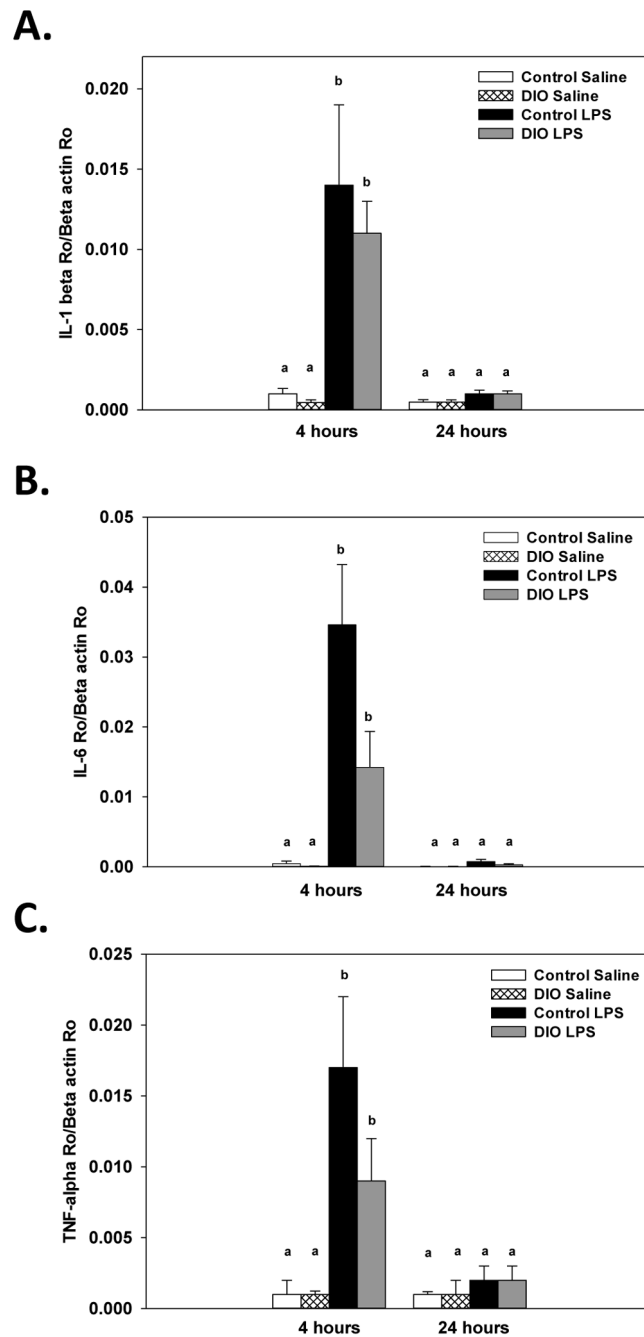 A.
IL-1 beta Ro/Beta actin Ro
0.020
0.015
0.010
0.005
0.000
Control Saline
DIO Saline
Control LPS
DIO LPS
a
a
b
b
a
a
a
a
4 hours
24 hours
B.
IL-6 Ro/Beta actin Ro
0.05
0.04
0.03
0.02
0.01
0.00
Control Saline
DIO Saline
Control LPS
DIO LPS
a
a
b
b
a
a
a
a
4 hours
24 hours
C.
TNF-alpha Ro/Beta actin Ro
0.025
0.020
0.015
0.010
0.005
0.000
Control Saline
DIO Saline
Control LPS
DIO LPS
a
a
b
b
a
a
a
a
4 hours
24 hours